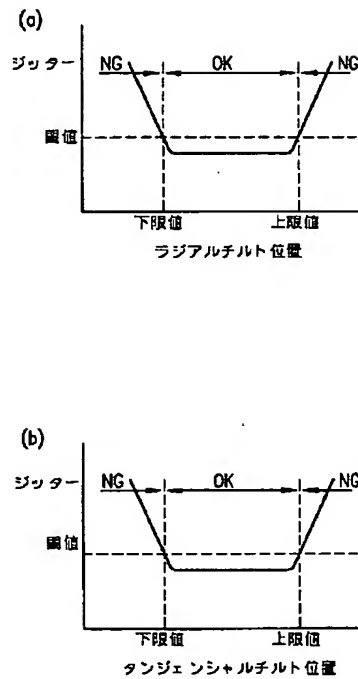 (a)
ジッター
NG OK NG
閾値
下限値 上限値
ラジアルチルト位置
(b)
ジッター
NG OK NG
閾値
下限値 上限値
タンジェンシャルチルト位置